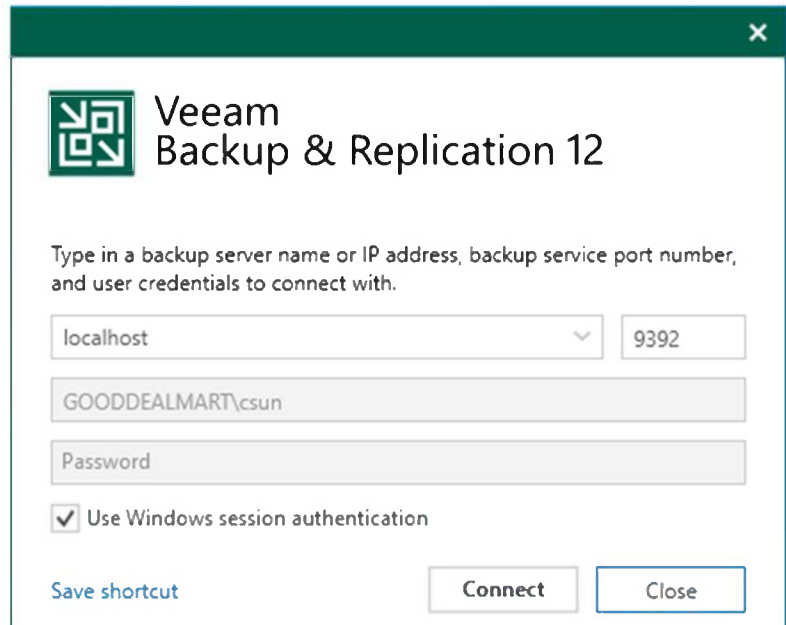 Veeam
Backup & Replication 12
Type in a backup server name or IP address, backup service port number,
and user credentials to connect with.
localhost 9392
GOODDEALMART\csun
Password
Use Windows session authentication
Save shortcut Connect Close